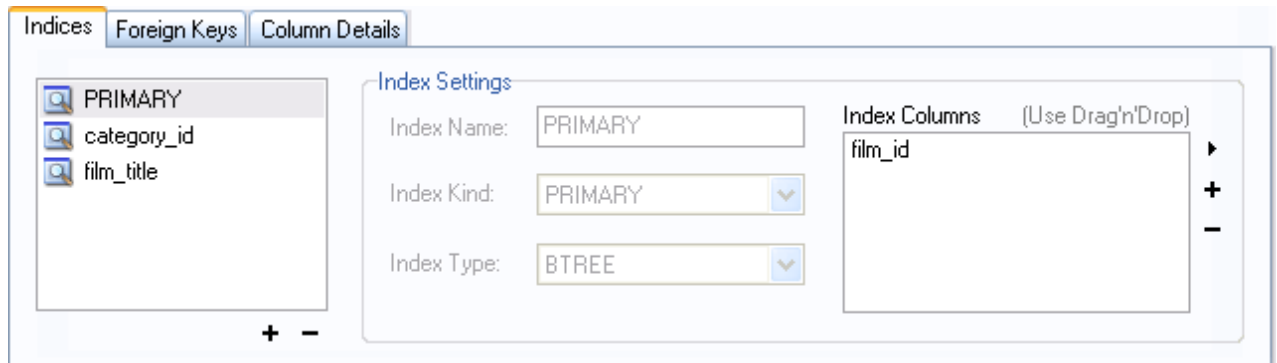 Indices Foreign Keys Column Details
PRIMARY
category_id
film_title
Index Settings
Index Name: PRIMARY
Index Kind: PRIMARY
Index Type: BTREE
Index Columns (Use Drag'n'Drop)
film_id